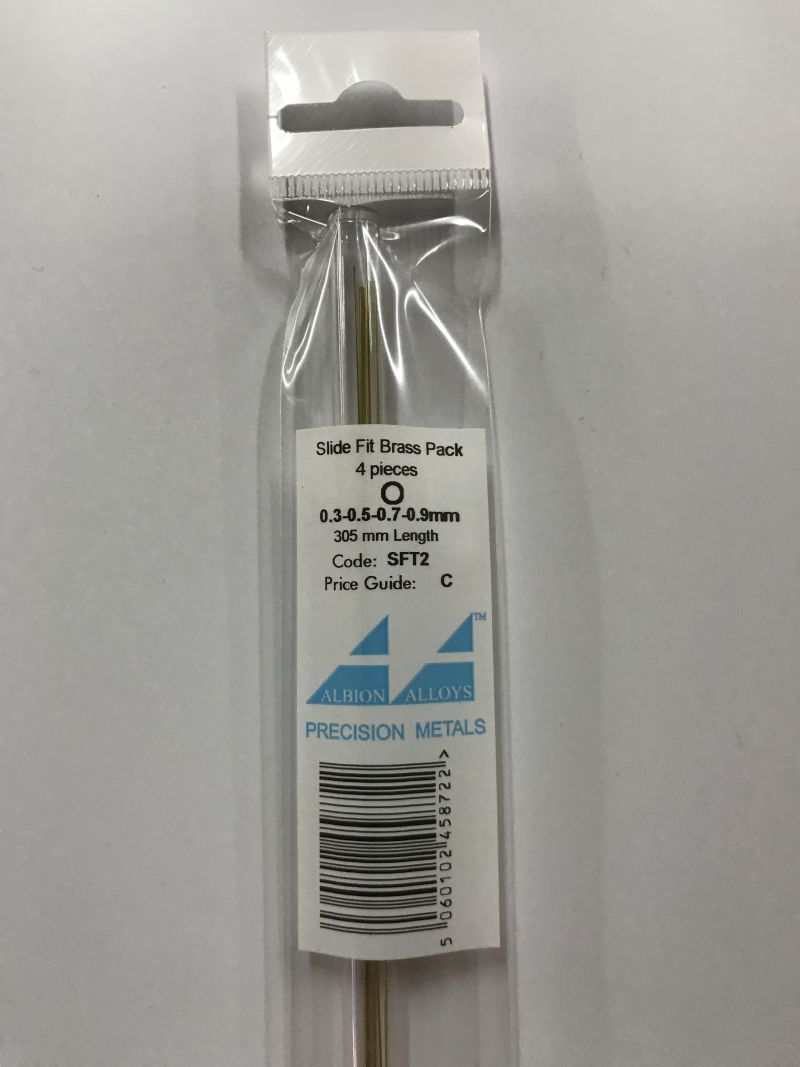 Slide Fit Brass Pack
4 pieces
O
0.3-0.5-0.7-0.9mm
305 mm Length
Code: SFT2
Price Guide: C
TM
ALBION ALLOYS
PRECISION METALS
5 060102 458722 >